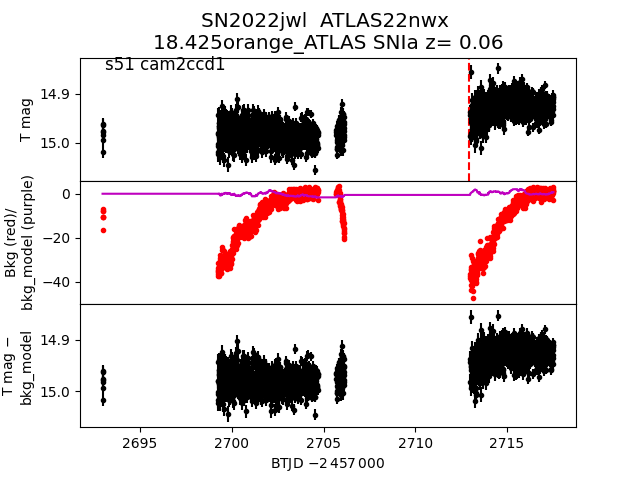 SN2022jwl  ATLAS22nwx
18.425orange_ATLAS SNIa z= 0.06
s51 cam2ccd1
T mag
14.9
15.0
Bkg (red)/
bkg_model (purple)
0
−20
−40
T mag −
bkg_model
14.9
15.0
2695
2700
2705
2710
2715
BTJD −2 457 000